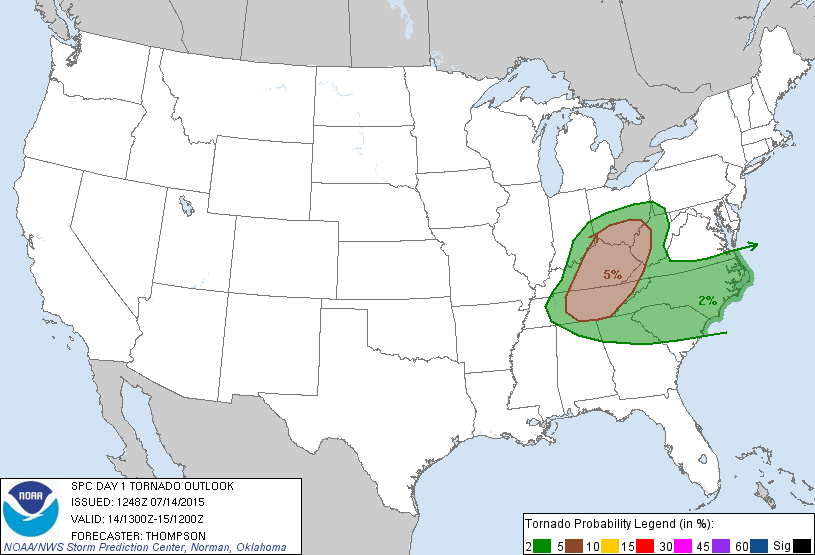 5%
2%
NOAA
SPC DAY 1 TORNADO OUTLOOK
ISSUED: 1248Z 07/14/2015
VALID: 14/1300Z-15/1200Z
FORECASTER: THOMPSON
NOAA/NWS Storm Prediction Center, Norman, Oklahoma
Tornado Probability Legend (in %):
2 5 10 15 30 45 60 Sig